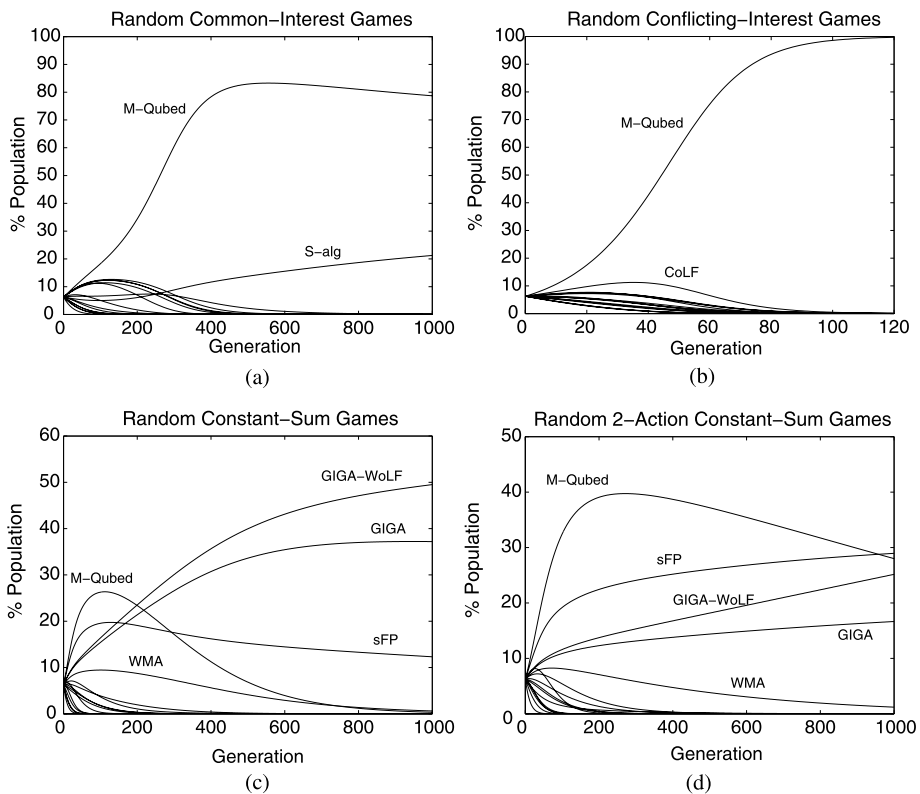 Random Common−Interest Games
% Population
100
90
80
70
60
50
40
30
20
10
0
M−Qubed
S−alg
0 200 400 600 800 1000
Generation
(a)
Random Conflicting−Interest Games
% Population
100
90
80
70
60
50
40
30
20
10
0
M−Qubed
CoLF
0 20 40 60 80 100 120
Generation
(b)
Random Constant−Sum Games
% Population
60
50
40
30
20
10
0
GIGA−WoLF
GIGA
M−Qubed
sFP
WMA
0 200 400 600 800 1000
Generation
(c)
Random 2−Action Constant−Sum Games
% Population
50
40
30
20
10
0
M−Qubed
sFP
GIGA−WoLF
GIGA
WMA
0 200 400 600 800 1000
Generation
(d)